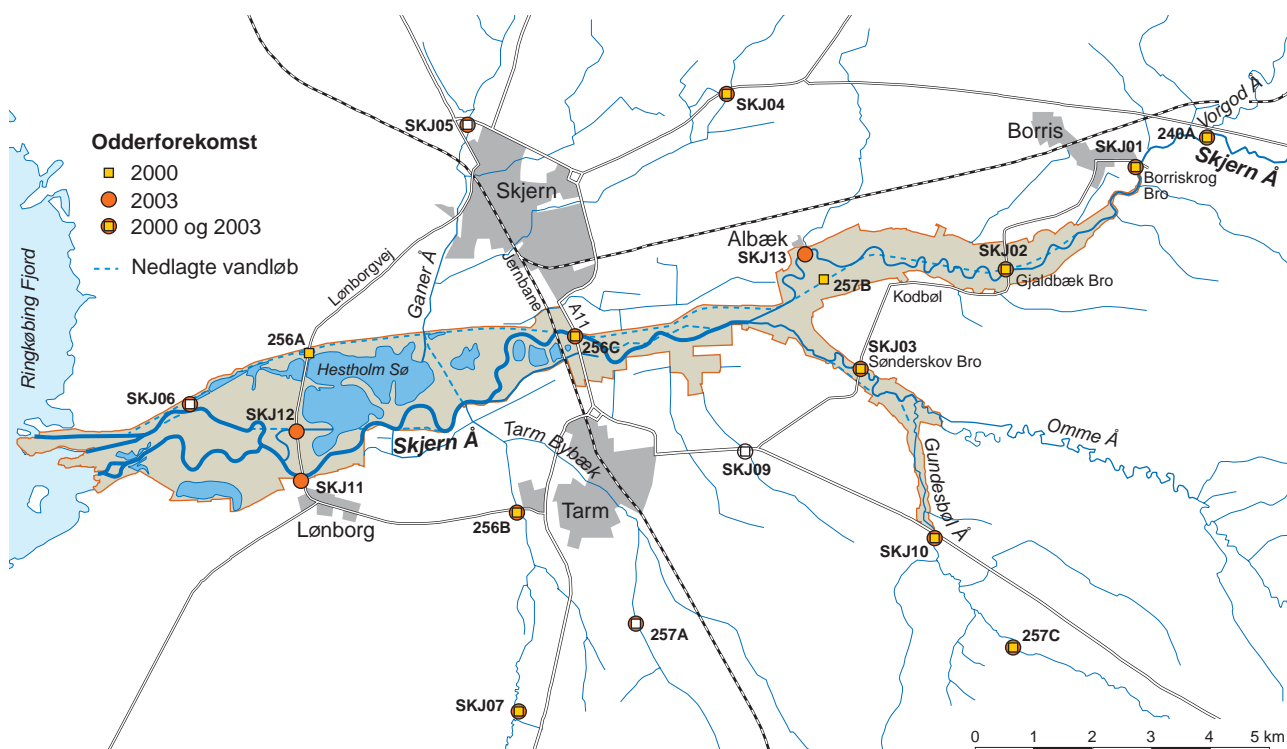 Odderforekomst
2000
2003
2000 og 2003
Nedlagte vandløb
Ringkøbing Fjord
SKJ05
SKJ04
Skjern
Borris
SKJ01
240A
Vorgod Å
Skjern Å
Borriskrog
Bro
Albæk
SKJ13
257B
SKJ02
Gjaldbæk Bro
Kodbøl
Lønborgvej
Ganer Å
Jernbane
A11
256A
Hestholm Sø
256C
SKJ03
Sønderskov Bro
SKJ06
SKJ12
Skjern Å
Tarm Bybæk
SKJ09
Omme Å
Gundesbøl Å
SKJ11
Lønborg
256B
Tarm
SKJ10
257A
257C
SKJ07
0 1 2 3 4 5 km